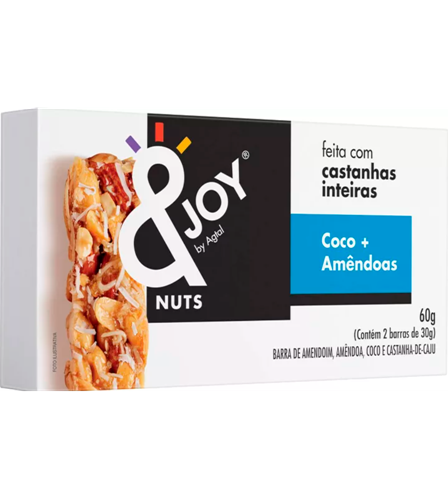 & JOY®
by Agtal
NUTS
feita com
castanhas
inteiras
Coco +
Amêndoas
60g
(Contém 2 barras de 30g)
BARRA DE AMENDOIM, AMÊNDOA, COCO E CASTANHA-DE-CAJU